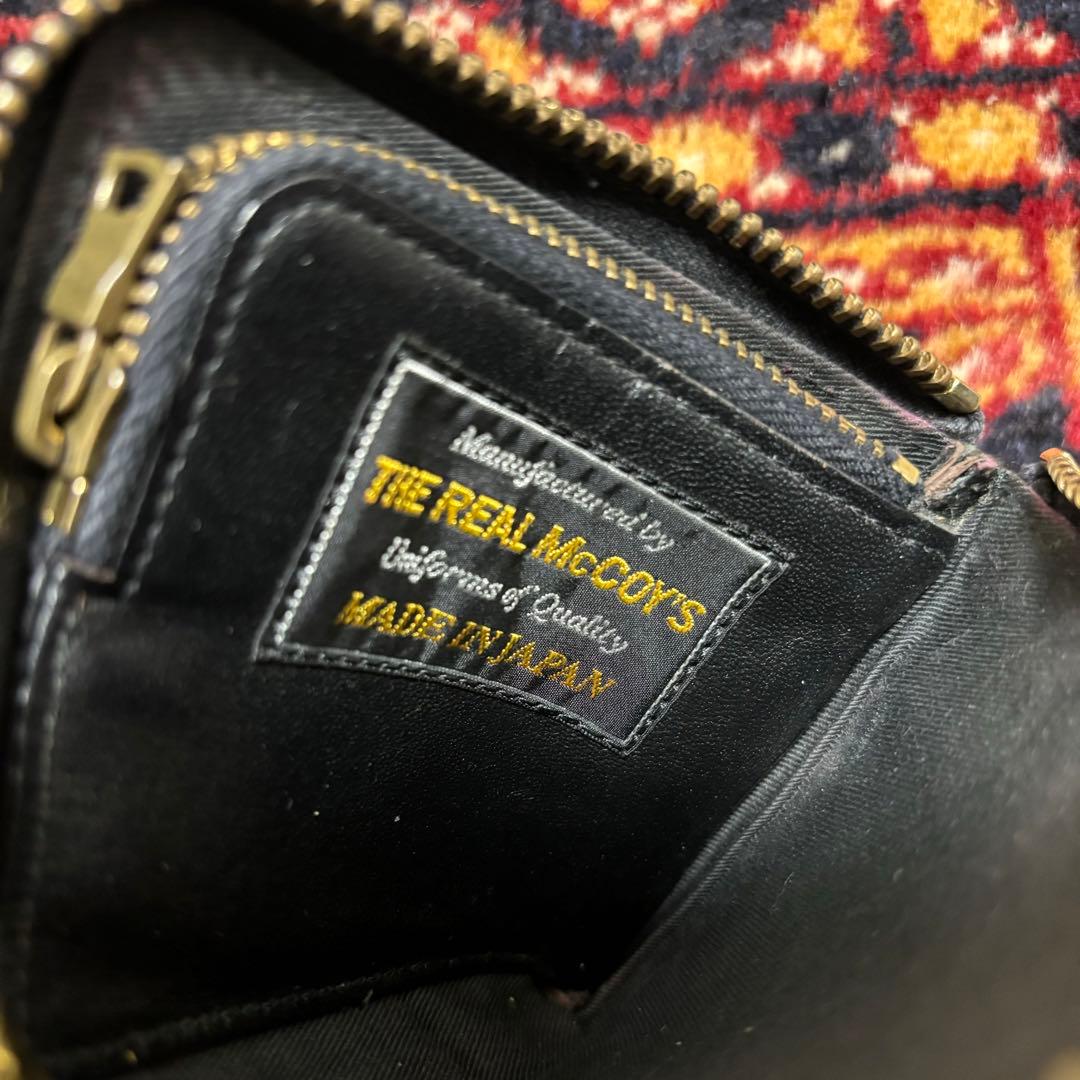 Manufactured by
THE REAL McCOY'S
Uniforms of Quality
MADE IN JAPAN